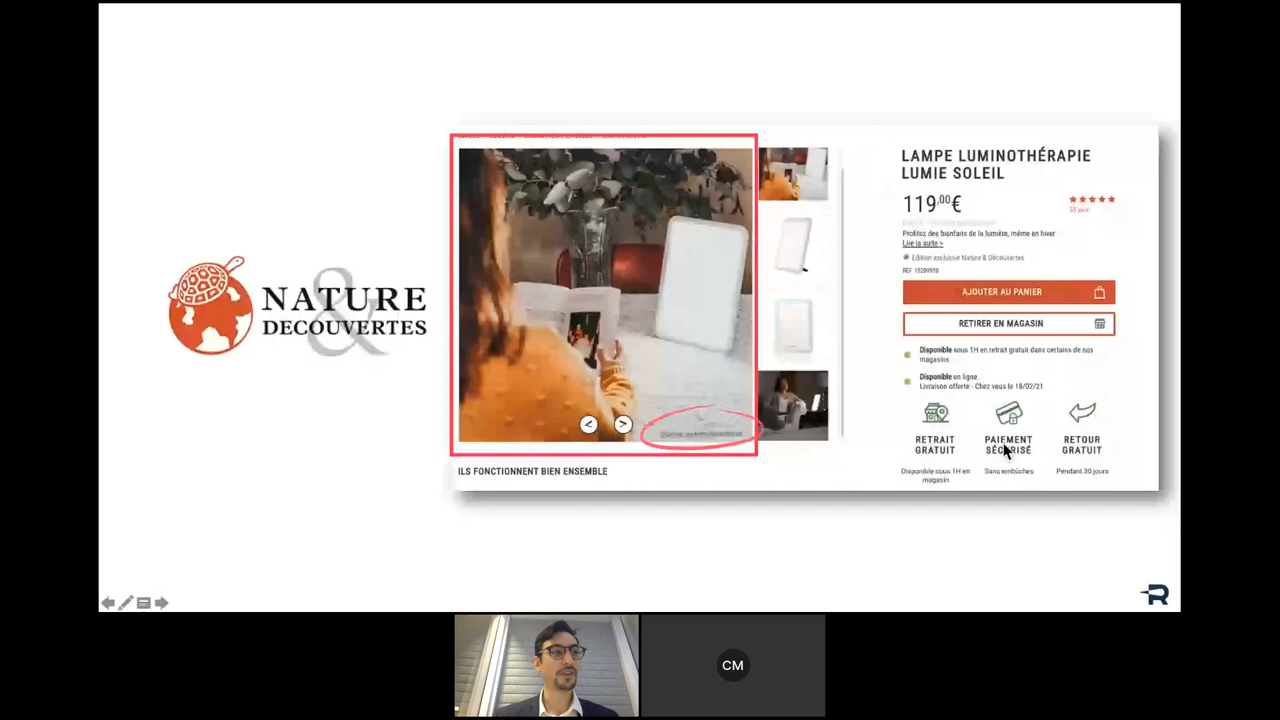 NATURE
&
DECOUVERTES
ILS FONCTIONNENT BIEN ENSEMBLE
LAMPE LUMINOTHÉRAPIE
LUMIE SOLEIL
119,00€
Profitez des bienfaits de la lumière, même en hiver
Lire la suite >
Edition exclusive Nature & Découvertes
AJOUTER AU PANIER
RETIRER EN MAGASIN
Disponible sous 1H en retrait gratuit dans certains de nos
magasins
Disponible en ligne
Livraison offerte - Chez vous le 18/02/21
RETRAIT
GRATUIT
Disponible sous 1H en
magasin
PAIEMENT
SÉCURISÉ
Sans embûches
RETOUR
GRATUIT
Pendant 30 jours
R
CM